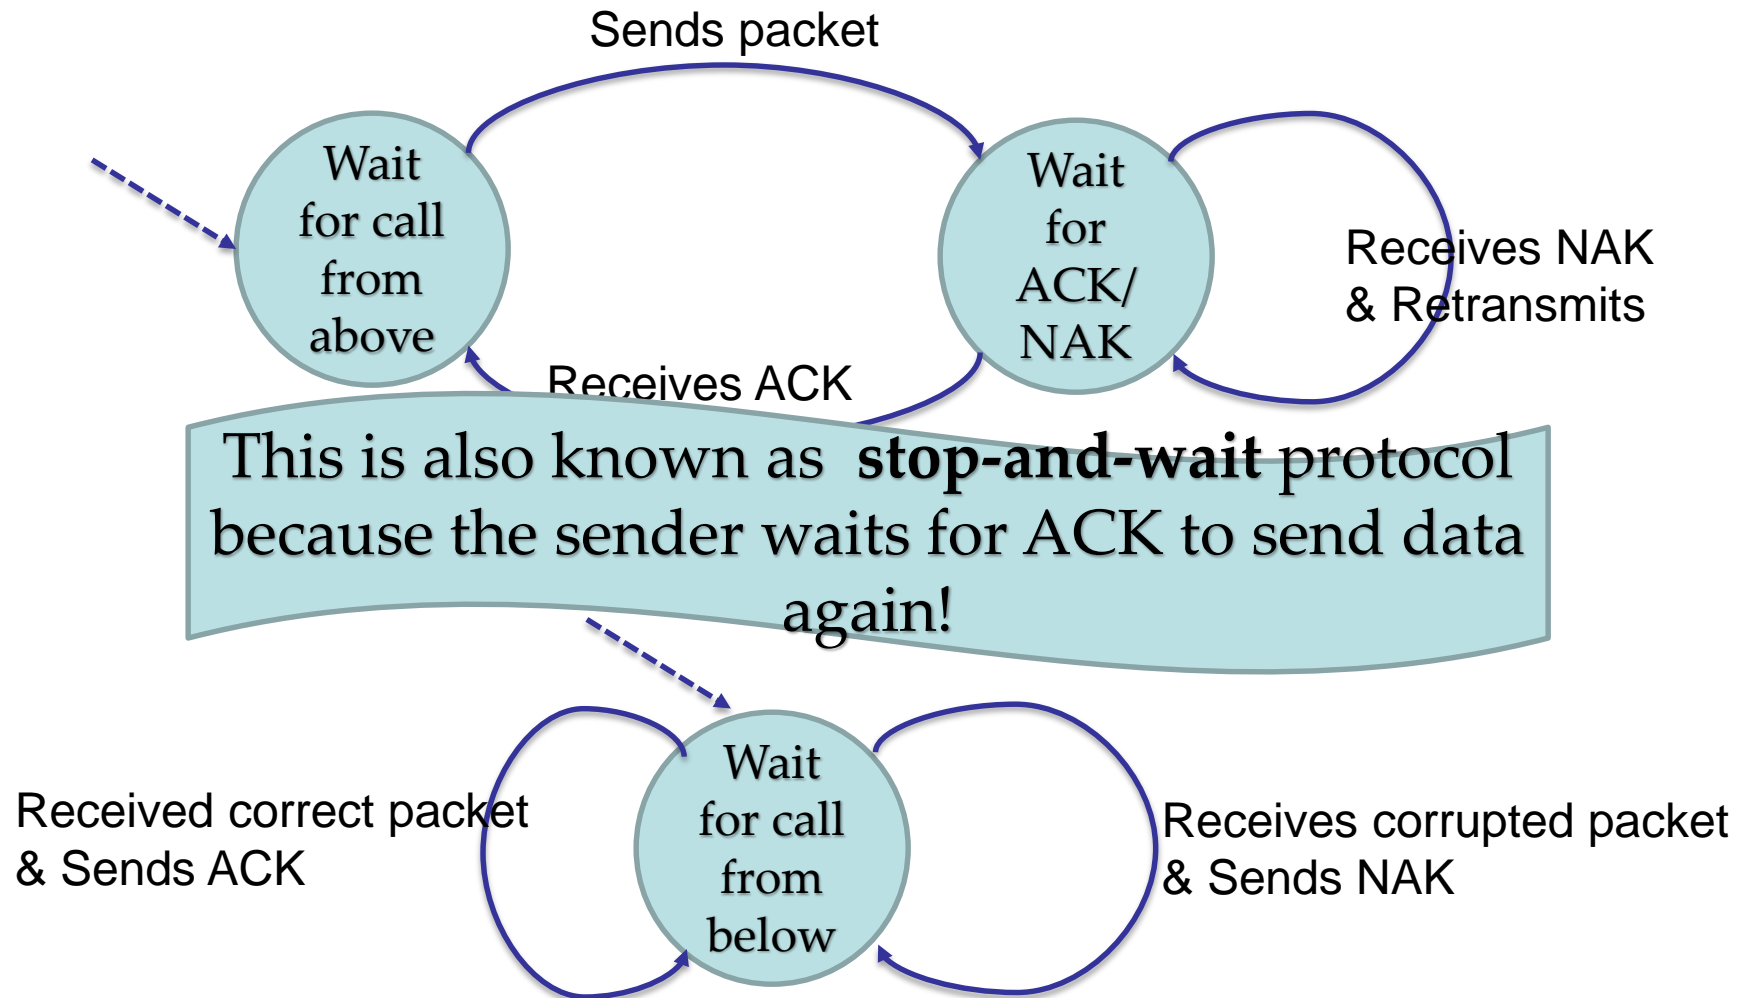 Sends packet
Wait
for call
from
above
Wait
for
ACK/
NAK
Receives NAK
& Retransmits
Receives ACK
This is also known as stop-and-wait protocol
because the sender waits for ACK to send data
again!
Wait
for call
from
below
Received correct packet
& Sends ACK
Receives corrupted packet
& Sends NAK